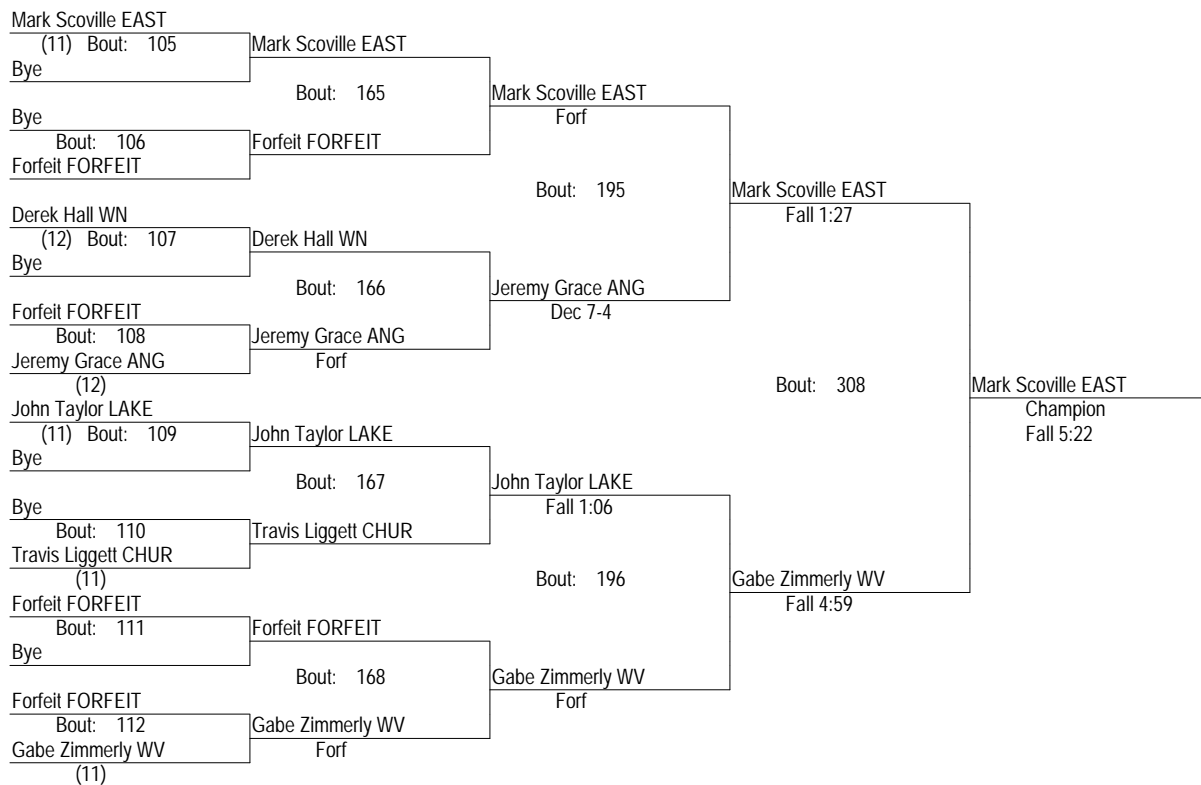 Mark Scoville EAST
(11) Bout: 105
Bye
Bye
Bout: 106
Forfeit FORFEIT
Derek Hall WN
(12) Bout: 107
Bye
Forfeit FORFEIT
Bout: 108
Jeremy Grace ANG
(12)
John Taylor LAKE
(11) Bout: 109
Bye
Bye
Bout: 110
Travis Liggett CHUR
(11)
Forfeit FORFEIT
Bout: 111
Bye
Forfeit FORFEIT
Bout: 112
Gabe Zimmerly WV
(11)
Mark Scoville EAST
Bout: 165
Forfeit FORFEIT
Derek Hall WN
Bout: 166
Jeremy Grace ANG
Forf
John Taylor LAKE
Bout: 167
Travis Liggett CHUR
Forfeit FORFEIT
Bout: 168
Gabe Zimmerly WV
Forf
Mark Scoville EAST
Forf
Bout: 195
Jeremy Grace ANG
Dec 7-4
John Taylor LAKE
Fall 1:06
Bout: 196
Gabe Zimmerly WV
Forf
Mark Scoville EAST
Fall 1:27
Bout: 308
Gabe Zimmerly WV
Fall 4:59
Mark Scoville EAST
Champion
Fall 5:22